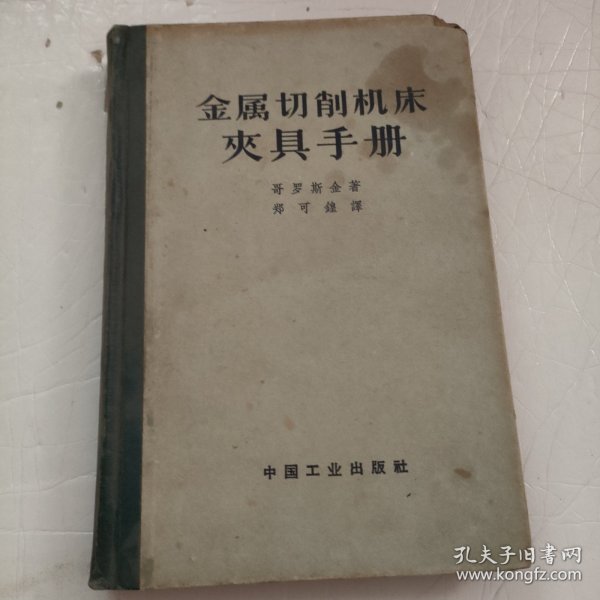 金属切削机床
夾具手册
哥罗斯金著
郑可鍠譯
中国工业出版社
孔夫子旧书网
www.kongfz.com